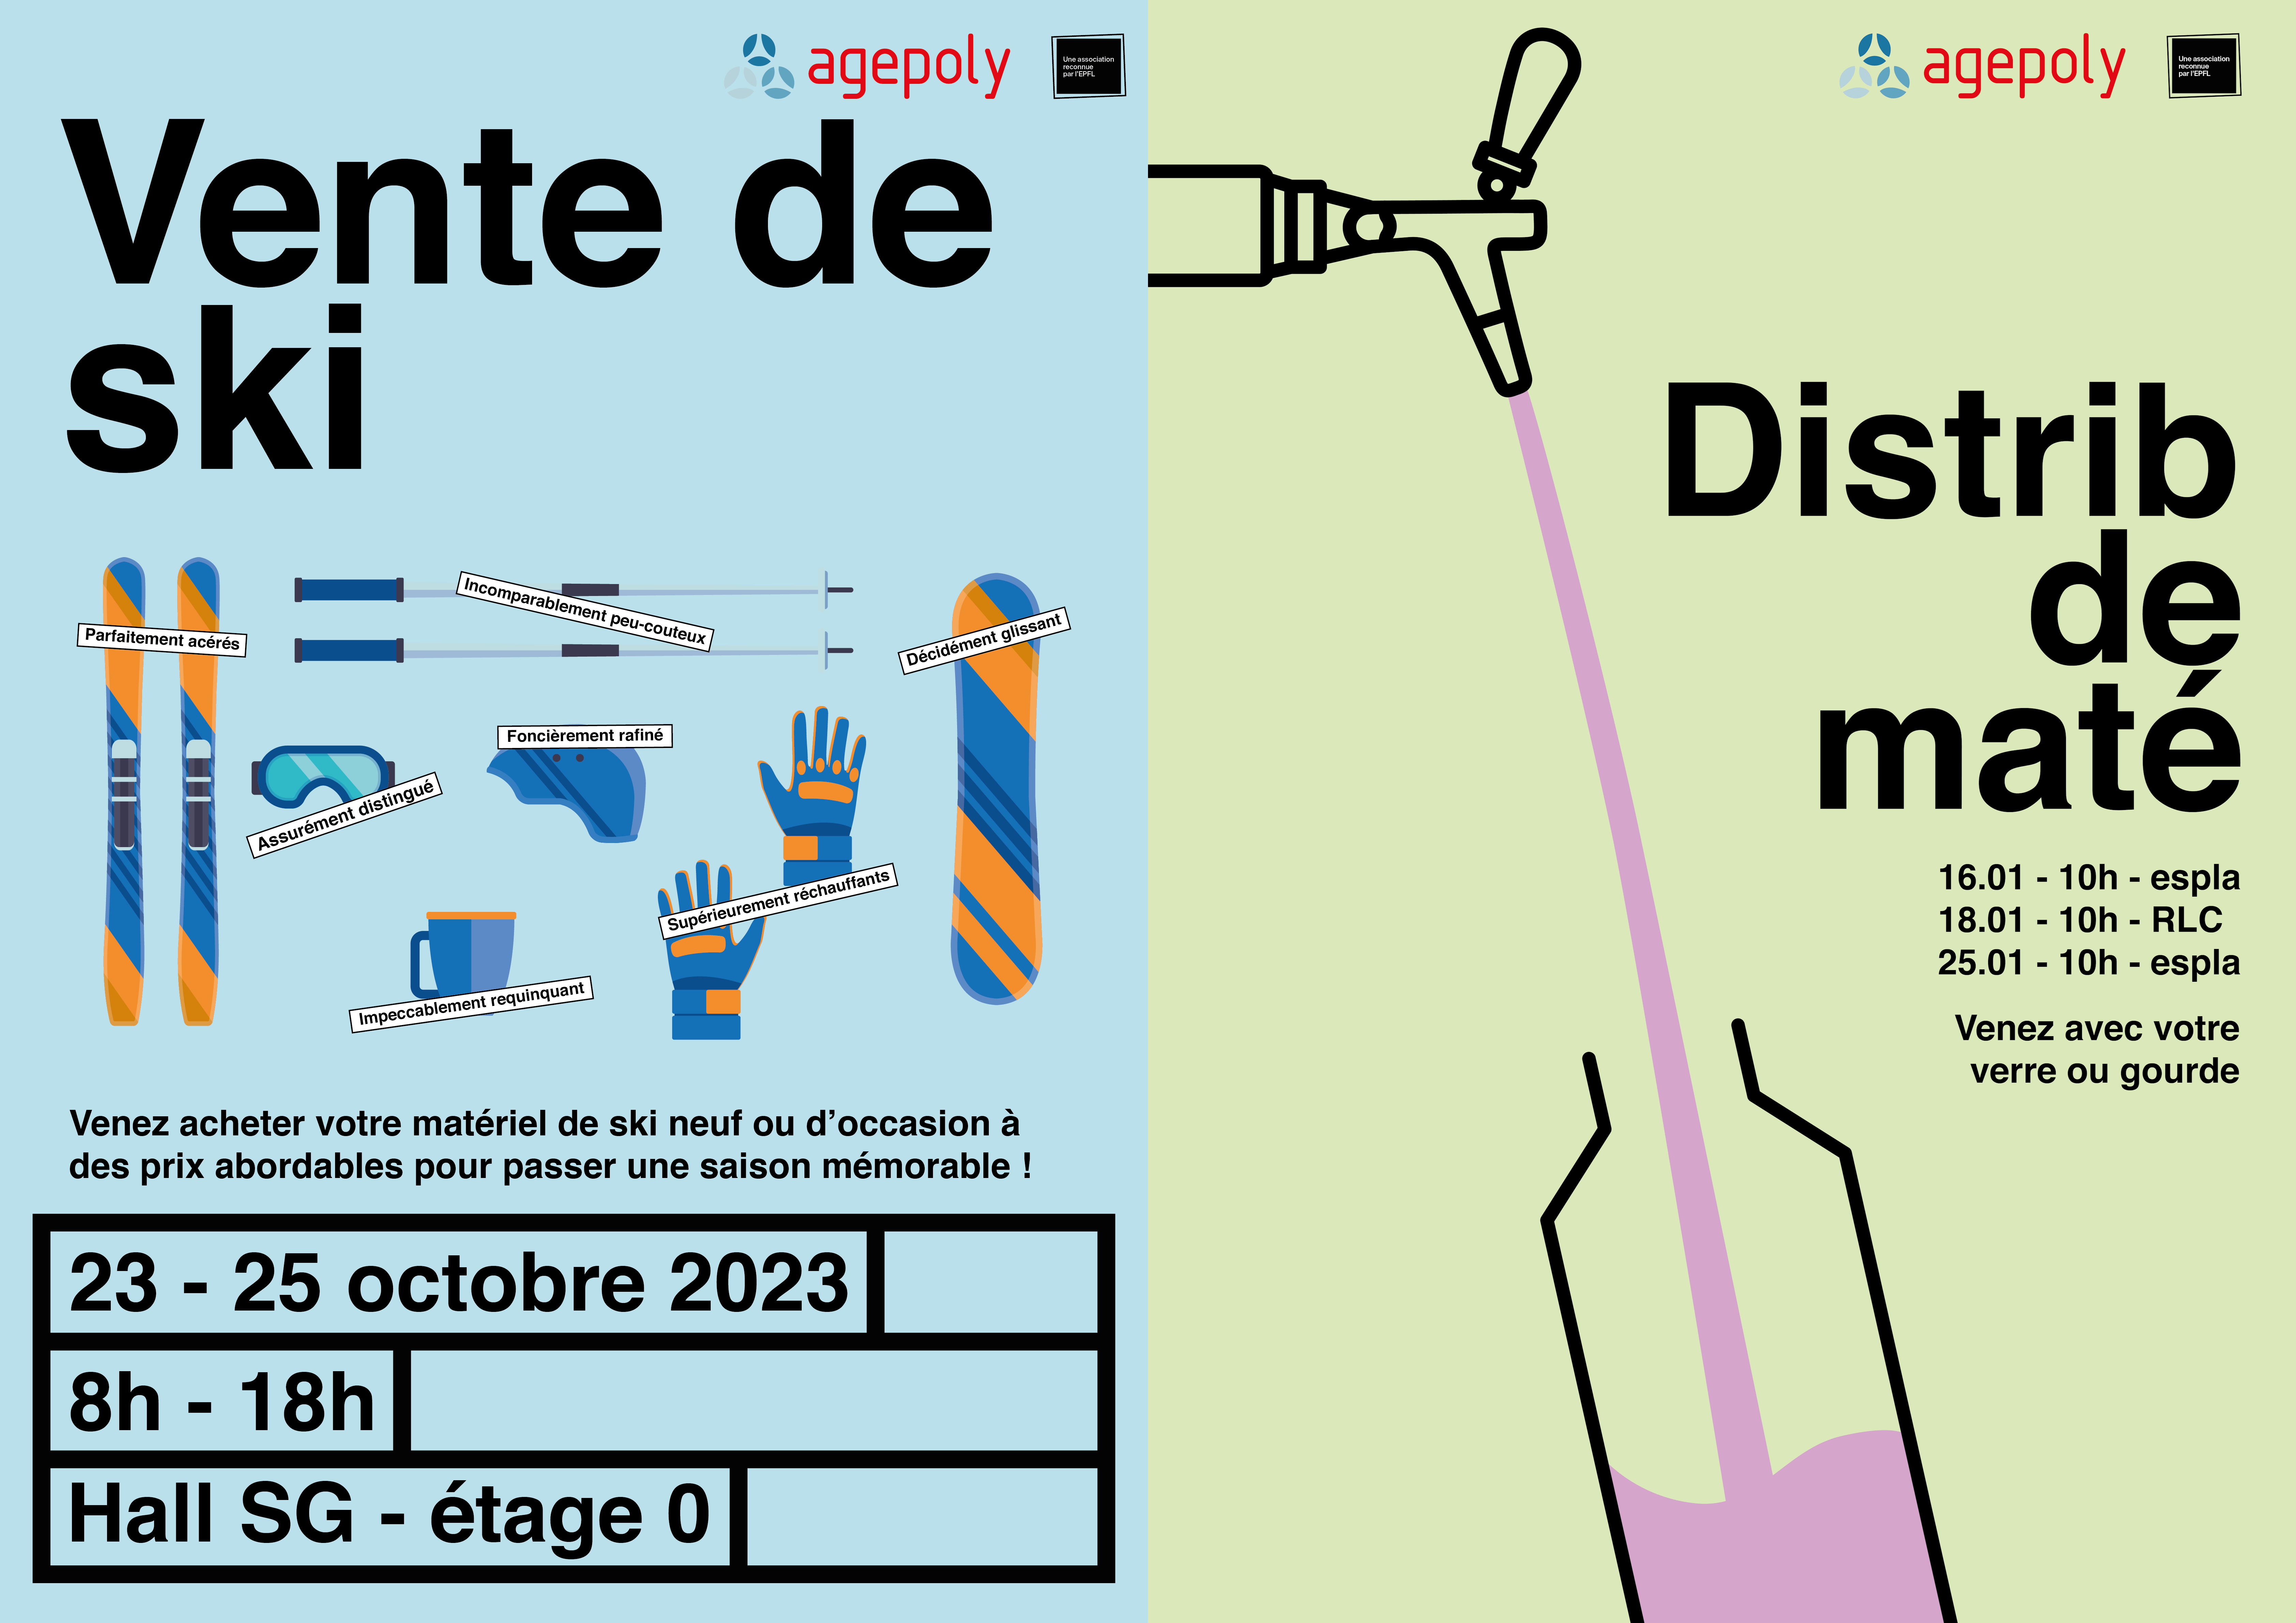 agepoly
Une association
reconnue
par l'EPFL
Vente de
ski
Parfaitement acérés
Incomparablement peu-couteux
Décidément glissant
Assurément distingué
Foncièrement rafiné
Supérieurement réchauffants
Impeccablement requinquant
Venez acheter votre matériel de ski neuf ou d’occasion à
des prix abordables pour passer une saison mémorable !
23 - 25 octobre 2023
8h - 18h
Hall SG - étage 0
agepoly
Une association
reconnue
par l'EPFL
Distrib
de
maté
16.01 - 10h - espla
18.01 - 10h - RLC
25.01 - 10h - espla
Venez avec votre
verre ou gourde